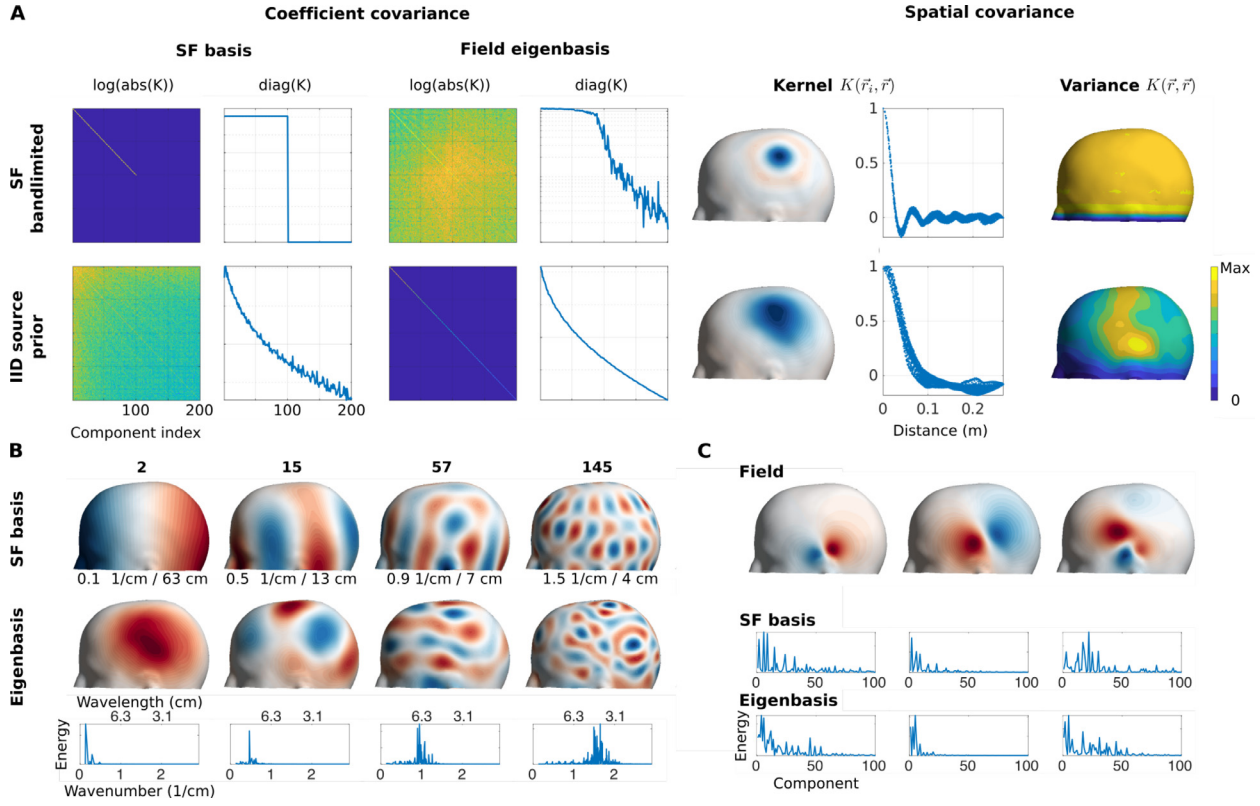 A
Coefficient covariance
Spatial covariance
SF basis
Field eigenbasis
log(abs(K))
diag(K)
log(abs(K))
diag(K)
Kernel K(r⃗ᵢ, r⃗)
Variance K(r⃗, r⃗)
SF
bandlimited
1
0.5
0
IID source
prior
100
200
0
100
200
Component index
1
0.5
0
0
0.1
0.2
Distance (m)
Max
0
B
2
15
57
145
SF basis
0.1 1/cm / 63 cm
0.5 1/cm / 13 cm
0.9 1/cm / 7 cm
1.5 1/cm / 4 cm
Eigenbasis
Wavelength (cm)
6.3 3.1
6.3 3.1
6.3 3.1
6.3 3.1
Energy
0 1 2
0 1 2
0 1 2
0 1 2
Wavenumber (1/cm)
C
Field
SF basis
0 50 100
0 50 100
0 50 100
Eigenbasis
Energy
0 50 100
0 50 100
0 50 100
Component